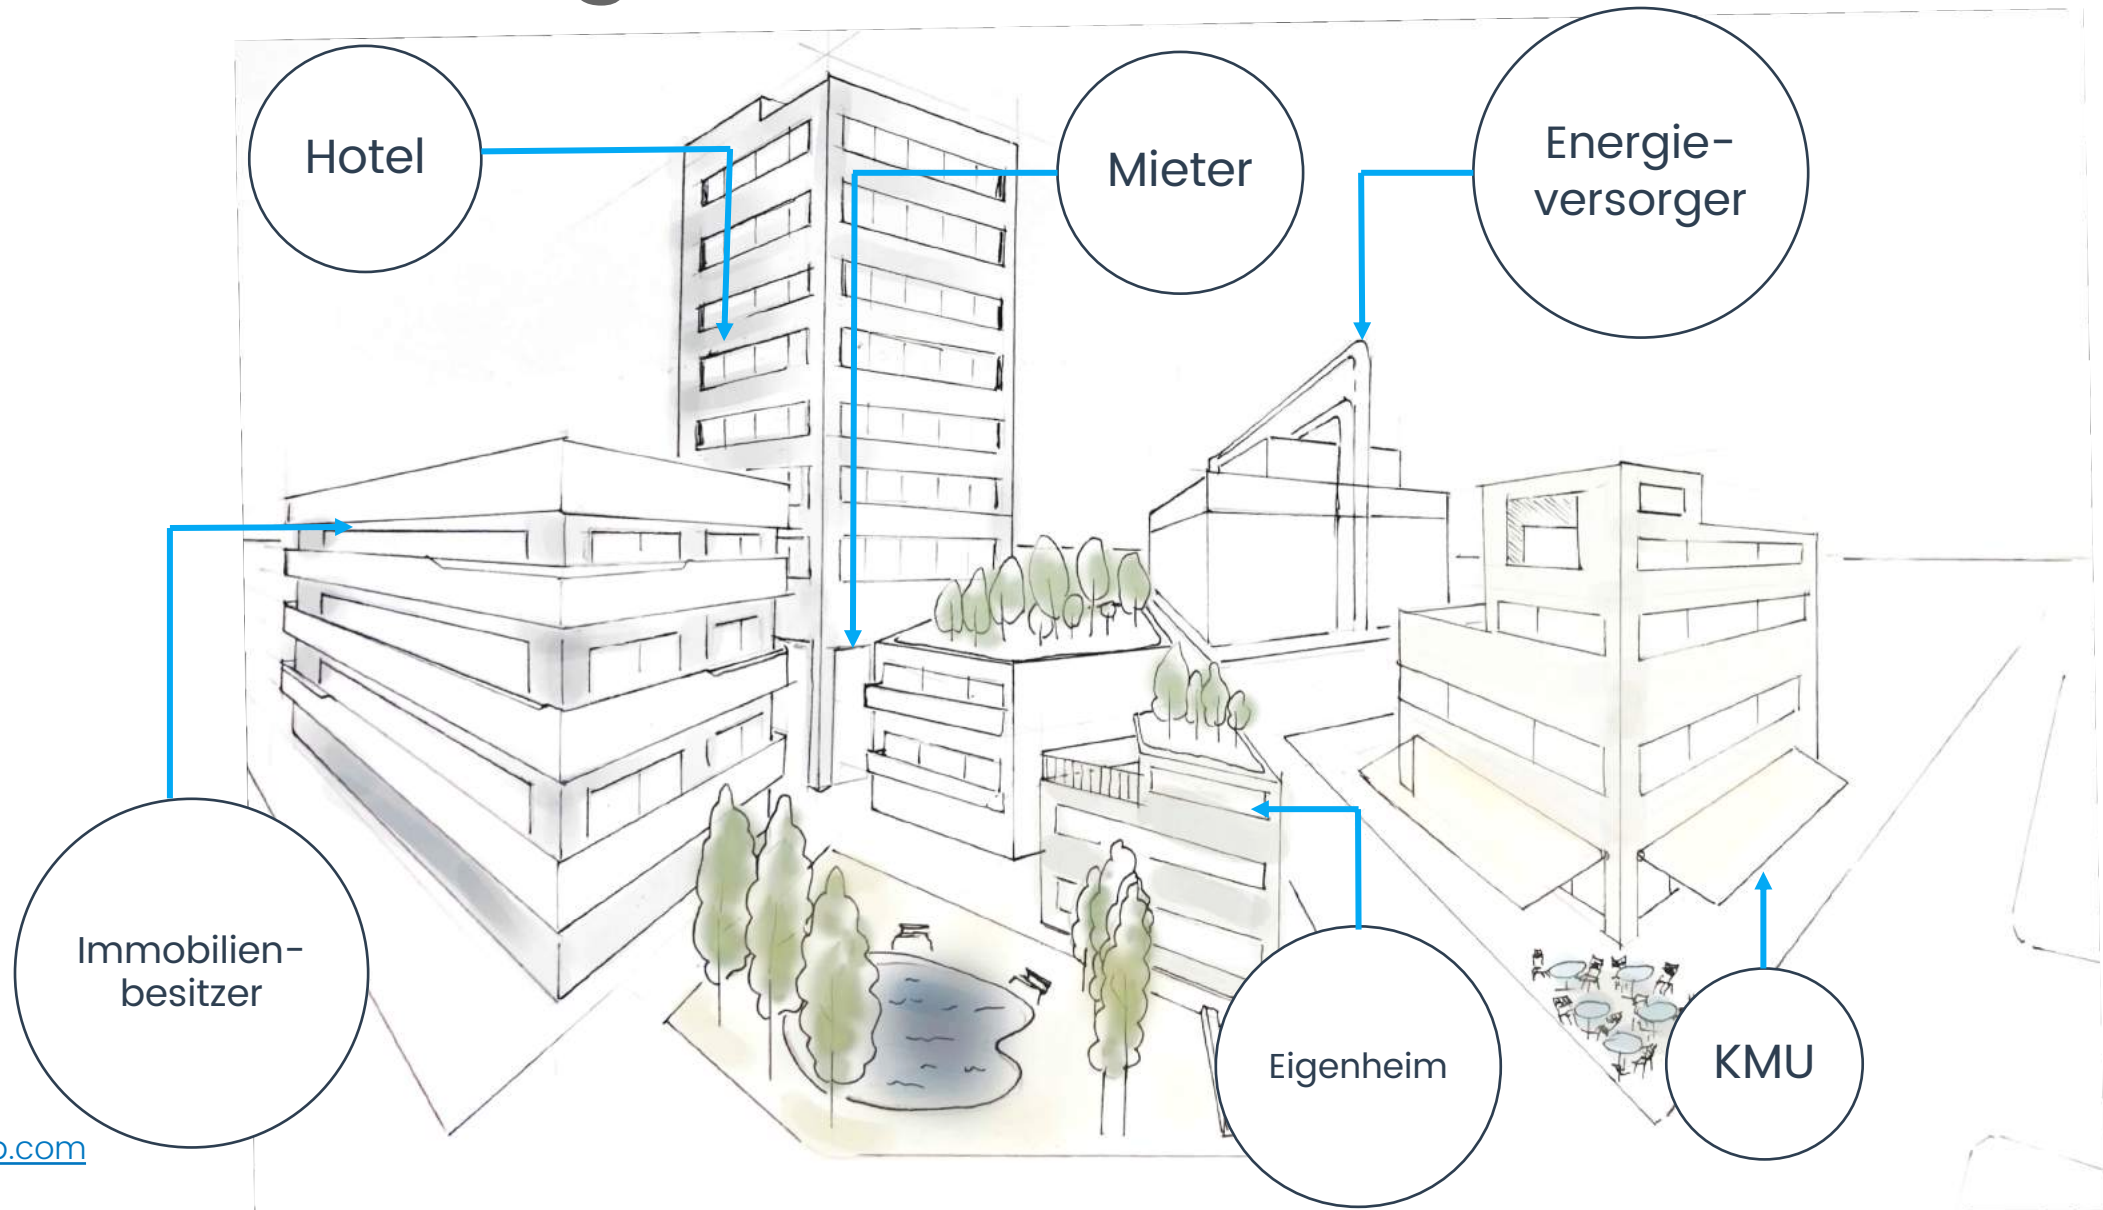 Hotel
Mieter
Energie-
versorger
Immobilien-
besitzer
Eigenheim
KMU
.com